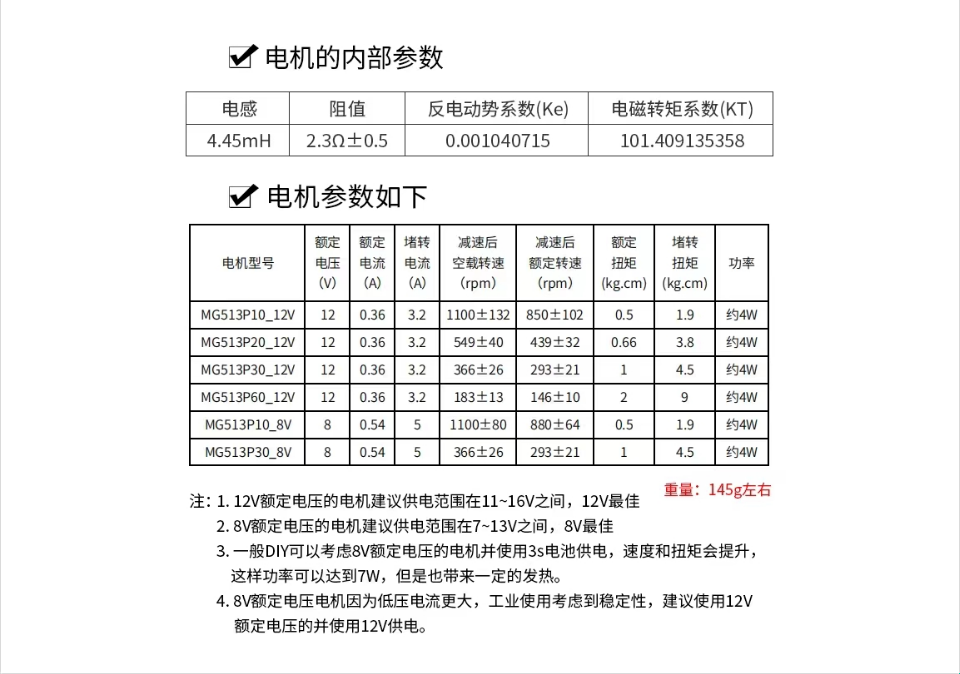 电机的内部参数
电感 阻值 反电动势系数(Ke) 电磁转矩系数(KT)
4.45mH 2.3Ω±0.5 0.001040715 101.409135358
电机参数如下
电机型号 额定电压(V) 额定电流(A) 堵转电流(A) 减速后空载转速(rpm) 减速后额定转速(rpm) 额定扭矩(kg.cm) 堵转扭矩(kg.cm) 功率
MG513P10_12V 12 0.36 3.2 1100±132 850±102 0.5 1.9 约4W
MG513P20_12V 12 0.36 3.2 549±40 439±32 0.66 3.8 约4W
MG513P30_12V 12 0.36 3.2 366±26 293±21 1 4.5 约4W
MG513P60_12V 12 0.36 3.2 183±13 146±10 2 9 约4W
MG513P10_8V 8 0.54 5 1100±80 880±64 0.5 1.9 约4W
MG513P30_8V 8 0.54 5 366±26 293±21 1 4.5 约4W
重量：145g左右
注：1. 12V额定电压的电机建议供电范围在11~16V之间，12V最佳
2. 8V额定电压的电机建议供电范围在7~13V之间，8V最佳
3. 一般DIY可以考虑8V额定电压的电机并使用3s电池供电，速度和扭矩会提升，
这样功率可以达到7W，但是也带来一定的发热。
4. 8V额定电压电机因为低压电流更大，工业使用考虑到稳定性，建议使用12V
额定电压的并使用12V供电。